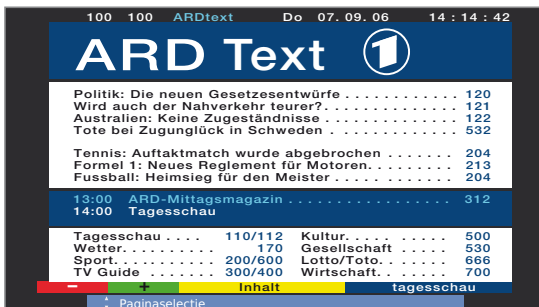 100 100 ARDtext Do 07. 09. 06 14 : 14 : 42
ARD Text 1
Politik: Die neuen Gesetzesentwürfe . . . . . . . . . . . . 120
Wird auch der Nahverkehr teurer?. . . . . . . . . . . . . . 121
Australien: Keine Zugeständnisse . . . . . . . . . . . . . . 122
Tote bei Zugunglück in Schweden . . . . . . . . . . . . . 532
Tennis: Auftaktmatch wurde abgebrochen . . . . . . . 204
Formel 1: Neues Reglement für Motoren. . . . . . . . . 213
Fussball: Heimsieg für den Meister . . . . . . . . . . . . 204
13:00 ARD-Mittagsmagazin . . . . . . . . . . . . . . . . . 312
14:00 Tagesschau
Tagesschau . . . . 110/112 Kultur. . . . . . . . 500
Wetter. . . . . . . . . . 170 Gesellschaft . . . . . 530
Sport. . . . . . . . . . 200/600 Lotto/Toto. . . . . 666
TV Guide . . . . . . . 300/400 Wirtschaft. . . . . 700
− + Inhalt tagesschau
Paginaselectie